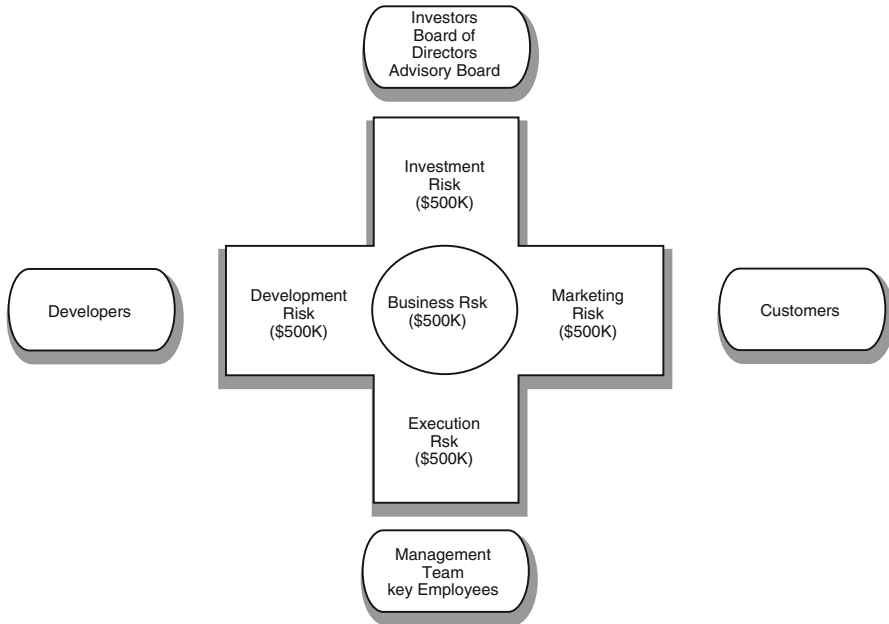 Investors
Board of
Directors
Advisory Board
Investment
Risk
($500K)
Developers
Development
Risk
($500K)
Business Rsk
($500K)
Marketing
Risk
($500K)
Customers
Execution
Rsk
($500K)
Management
Team
key Employees